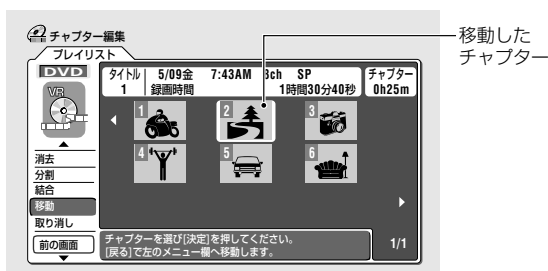 チャプター編集
プレイリスト
移動した
チャプター
DVD
VR
タイトル 5/09金 7:43AM 3ch SP チャプター
1 録画時間 1時間30分40秒 0h25m
1 2 3
4 5 6
消去
分割
結合
移動
取り消し
前の画面
チャプターを選び[決定]を押してください。
[戻る]で左のメニュー欄へ移動します。
1/1